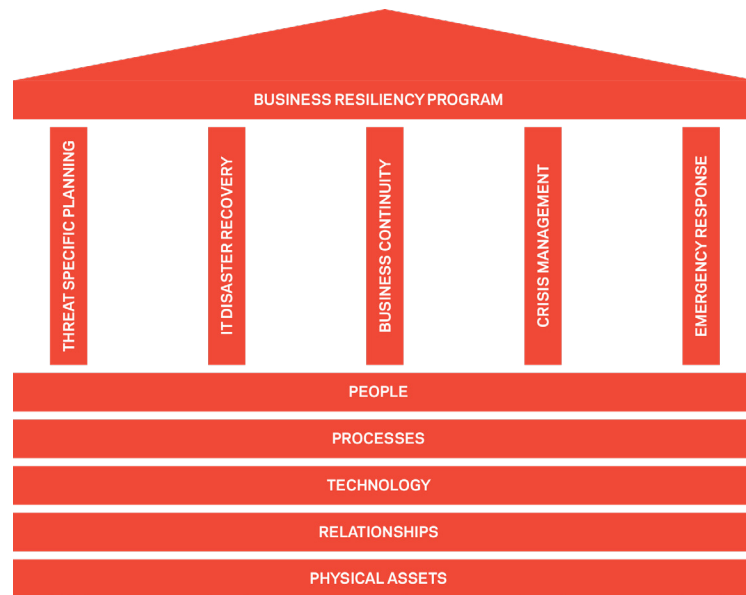 BUSINESS RESILIENCY PROGRAM
THREAT SPECIFIC PLANNING
IT DISASTER RECOVERY
BUSINESS CONTINUITY
CRISIS MANAGEMENT
EMERGENCY RESPONSE
PEOPLE
PROCESSES
TECHNOLOGY
RELATIONSHIPS
PHYSICAL ASSETS